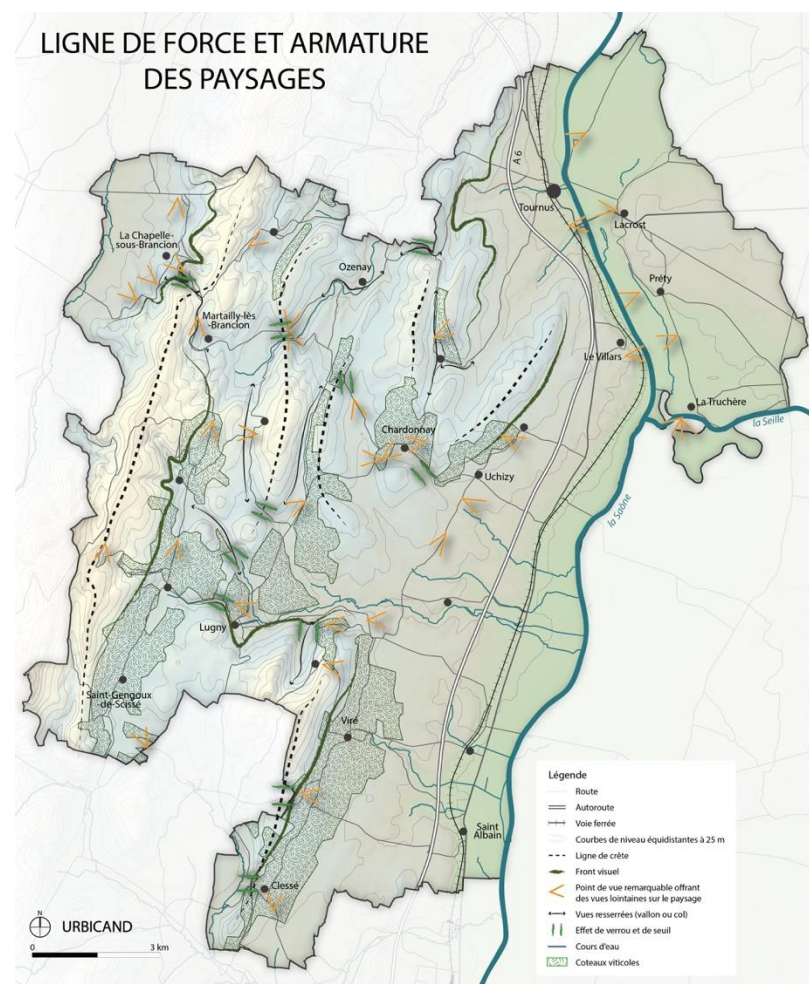 LIGNE DE FORCE ET ARMATURE
DES PAYSAGES
A 6
Tournus
Lacrost
La Chapelle-
sous-Brancion
Ozenay
Préty
Martailly-lès
-Brancion
Le Villars
La Truchère
la Seille
Chardonnay
Uchizy
la Saône
Lugny
Saint-Gengoux
-de-Scissé
Viré
Saint
Albain
Clessé
Légende
Route
Autoroute
Voie ferrée
Courbes de niveau équidistantes à 25 m
Ligne de crète
Front visuel
Point de vue remarquable offrant
des vues lointaines sur le paysage
Vues resserrées (vallon ou col)
Effet de verrou et de seuil
Cours d'eau
Coteaux viticoles
N
URBICAND
0 3 km